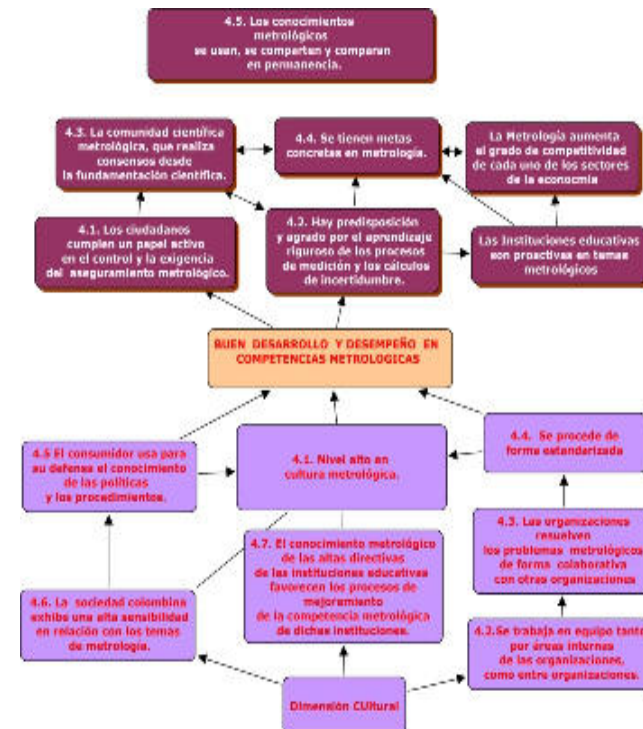 4.5. Los conocimientos
metrológicos
se usan, se comparten y comparan
en permanencia.
4.3. La comunidad científica
metrológica, que realiza
consensos desde
la fundamentación científica.
4.4. Se tienen metas
concretas en metrología.
La Metrología aumenta
el grado de competitividad
de cada uno de los sectores
de la economía
4.1. Los ciudadanos
cumplen un papel activo
en el control y la exigencia
del aseguramiento metrológico.
4.2. Hay predisposición
y agrado por el aprendizaje
riguroso de los procesos
de medición y los cálculos
de incertidumbre.
Las Instituciones educativas
son proactivas en temas
metrológicos
BUEN DESARROLLO Y DESEMPEÑO EN
COMPETENCIAS METROLOGICAS
4.5 El consumidor usa para
su defensa el conocimiento
de las políticas
y los procedimientos.
4.1. Nivel alto en
cultura metrológica.
4.4. Se procede de
forma estandarizada
4.7. El conocimiento metrológico
de las altas directivas
de las instituciones educativas
favorecen los procesos de
mejoramiento
de la competencia metrológica
de dichas instituciones.
4.3. Las organizaciones
resuelven
los problemas metrológicos
de forma colaborativa
con otras organizaciones
4.6. La sociedad colombina
exhibe una alta sensibilidad
en relación con los temas
de metrología.
4.2.Se trabaja en equipo tanto
por áreas internas
de las organizaciones,
como entre organizaciones.
Dimensión CUltural